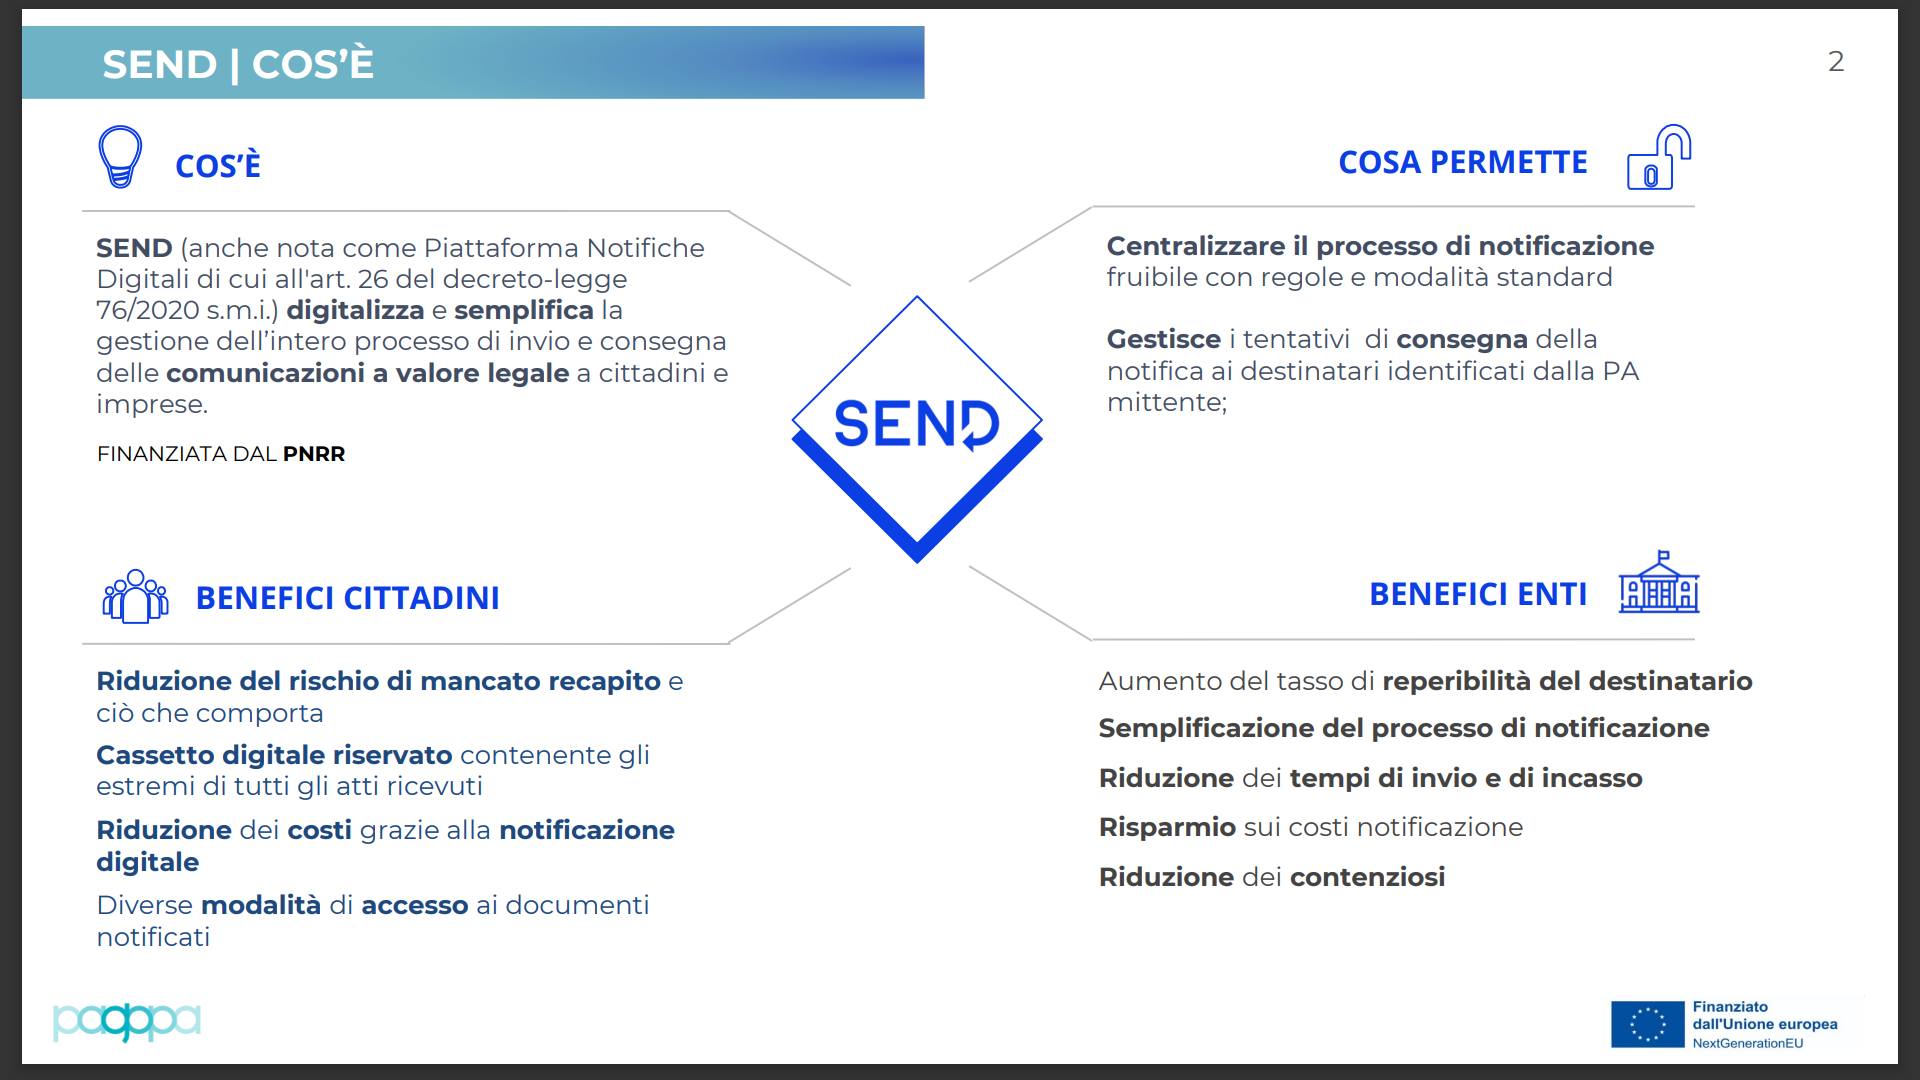 SEND | COS’È
2
COS’È
SEND (anche nota come Piattaforma Notifiche
Digitali di cui all'art. 26 del decreto-legge
76/2020 s.m.i.) digitalizza e semplifica la
gestione dell’intero processo di invio e consegna
delle comunicazioni a valore legale a cittadini e
imprese.
FINANZIATA DAL PNRR
COSA PERMETTE
Centralizzare il processo di notificazione
fruibile con regole e modalità standard
Gestisce i tentativi  di consegna della
notifica ai destinatari identificati dalla PA
mittente;
SEND
BENEFICI CITTADINI
Riduzione del rischio di mancato recapito e
ciò che comporta
Cassetto digitale riservato contenente gli
estremi di tutti gli atti ricevuti
Riduzione dei costi grazie alla notificazione
digitale
Diverse modalità di accesso ai documenti
notificati
BENEFICI ENTI
Aumento del tasso di reperibilità del destinatario
Semplificazione del processo di notificazione
Riduzione dei tempi di invio e di incasso
Risparmio sui costi notificazione
Riduzione dei contenziosi
paqppa
Finanziato
dall'Unione europea
NextGenerationEU